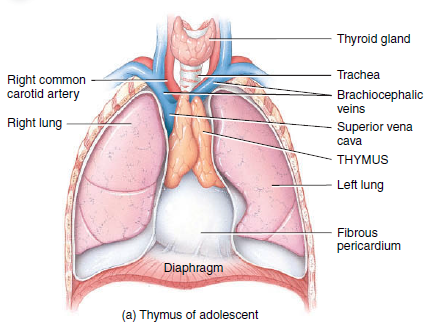 Thyroid gland
Trachea
Right common
carotid artery
Brachiocephalic
veins
Right lung
Superior vena
cava
THYMUS
Left lung
Fibrous
pericardium
Diaphragm
(a) Thymus of adolescent